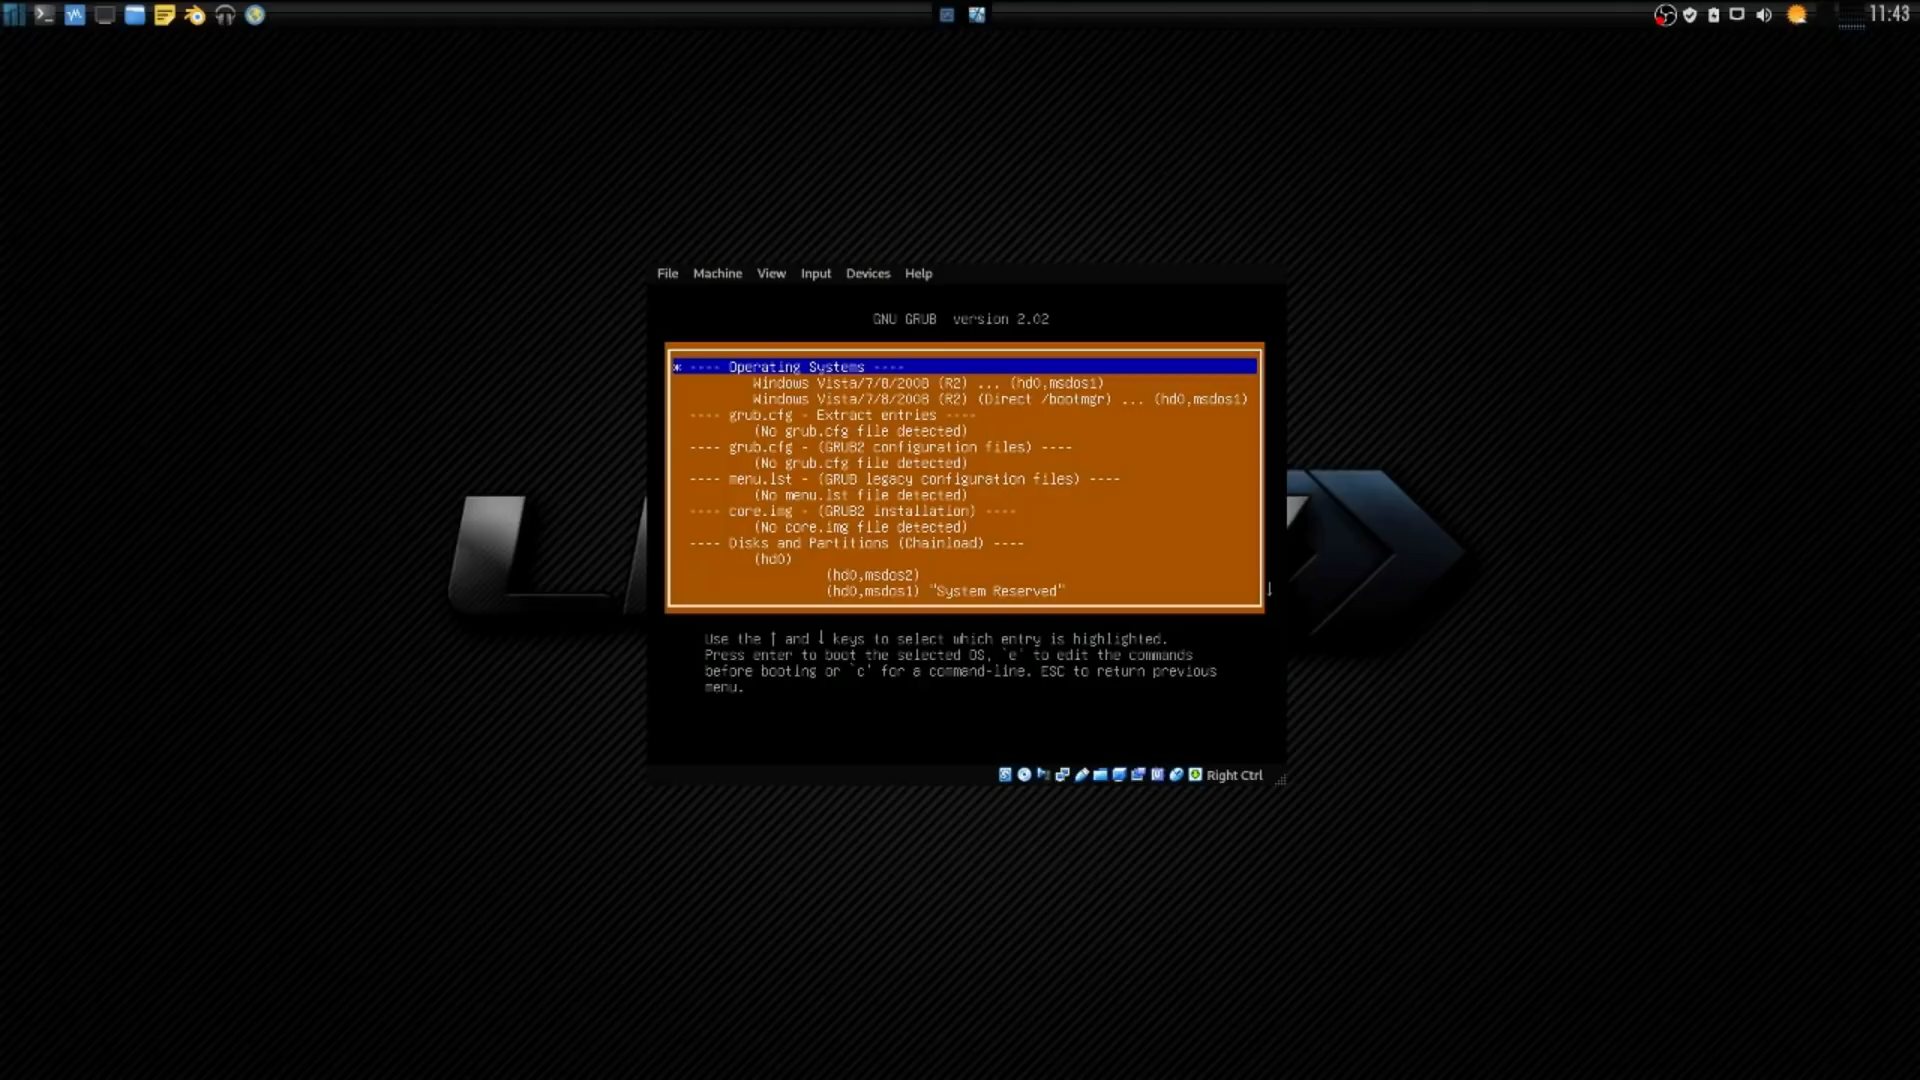 11:43
File Machine View Input Devices Help
GNU GRUB version 2.02
* ---- Operating Systems ----
Windows Vista/7/8/2008 (R2) ... (hd0,msdos1)
Windows Vista/7/8/2008 (R2) (Direct /bootmgr) ... (hd0,msdos1)
---- grub.cfg - Extract entries ----
(No grub.cfg file detected)
---- grub.cfg - (GRUB2 configuration files) ----
(No grub.cfg file detected)
---- menu.lst - (GRUB legacy configuration files) ----
(No menu.lst file detected)
---- core.img - (GRUB2 installation) ----
(No core.img file detected)
---- Disks and Partitions (Chainload) ----
(hd0)
(hd0,msdos2)
(hd0,msdos1) "System Reserved"
↓
Use the ↑ and ↓ keys to select which entry is highlighted.
Press enter to boot the selected OS, `e' to edit the commands
before booting or `c' for a command-line. ESC to return previous
menu.
Right Ctrl